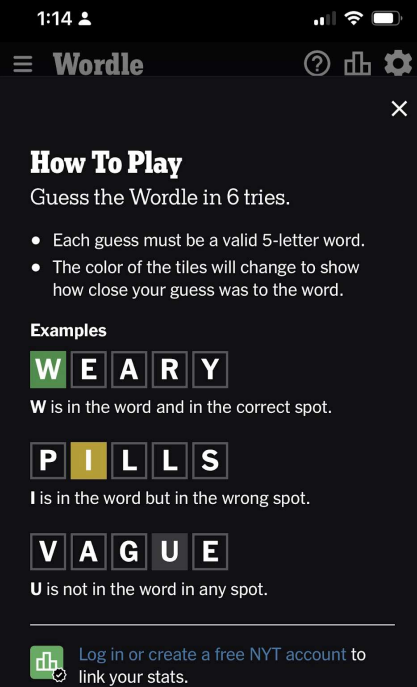 1:14
Wordle
How To Play
Guess the Wordle in 6 tries.
Each guess must be a valid 5-letter word.
The color of the tiles will change to show
how close your guess was to the word.
Examples
W E A R Y
W is in the word and in the correct spot.
P I L L S
I is in the word but in the wrong spot.
V A G U E
U is not in the word in any spot.
Log in or create a free NYT account to
link your stats.